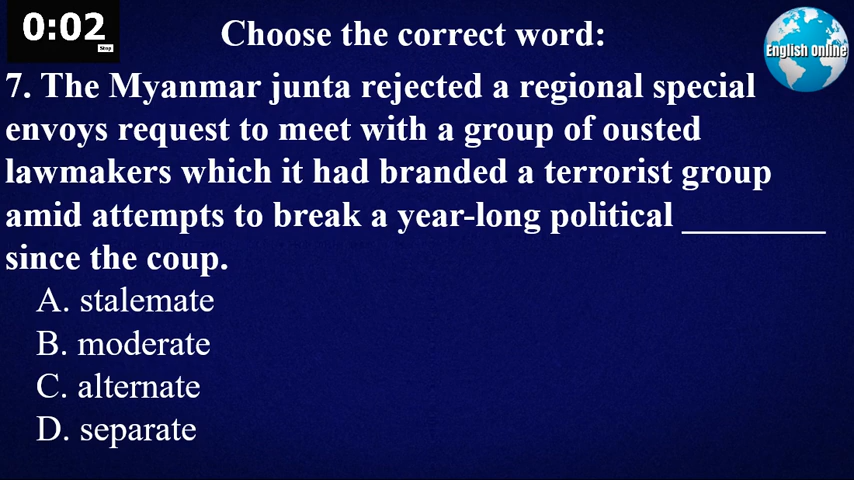 0:02
Stop
Choose the correct word:
English Online
7. The Myanmar junta rejected a regional special
envoys request to meet with a group of ousted
lawmakers which it had branded a terrorist group
amid attempts to break a year-long political ________
since the coup.
A. stalemate
B. moderate
C. alternate
D. separate